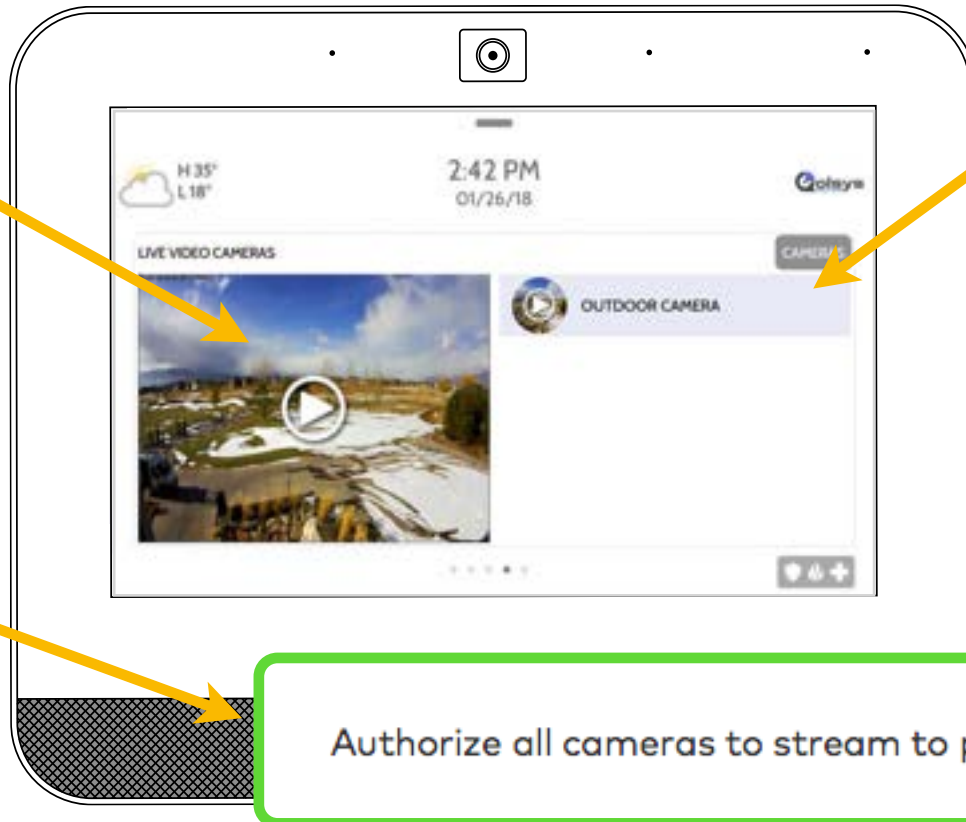 H 35°
L 18°
2:42 PM
01/26/18
Qolsys
LIVE VIDEO CAMERAS
CAMERAS
OUTDOOR CAMERA
Authorize all cameras to stream to p